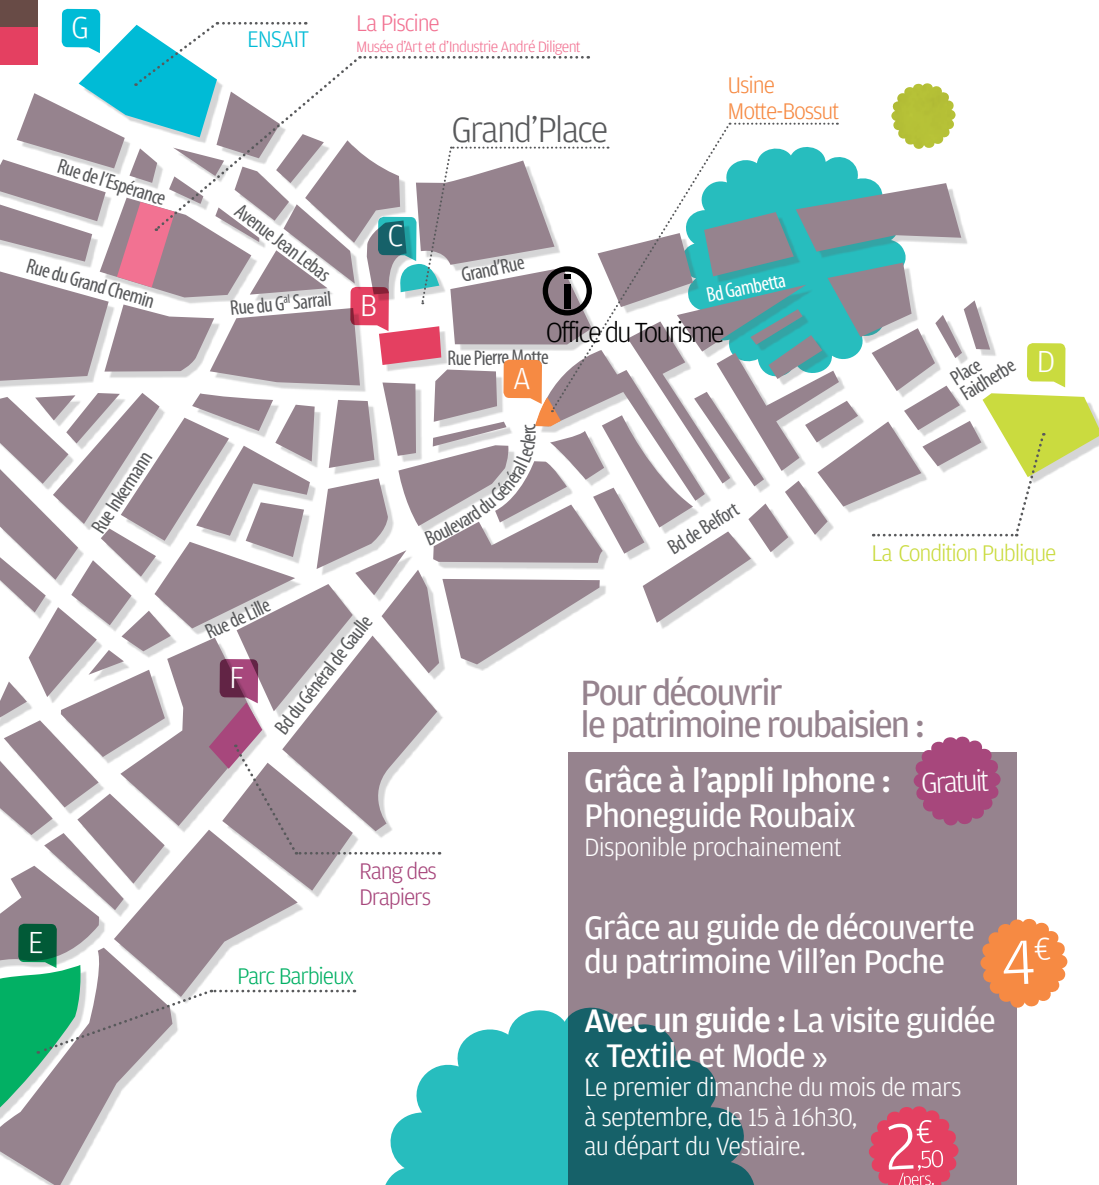 G
ENSAIT
La Piscine
Musée d'Art et d'Industrie André Diligent
Usine
Motte-Bossut
Grand'Place
Rue de l'Espérance
Avenue Jean Lebas
C
Grand'Rue
Rue du Grand Chemin
Rue du Gal Sarrail
B
i
Office du Tourisme
Bd Gambetta
Rue Pierre Motte
A
Place
Faidherbe
D
Rue Inkermann
Boulevard du Général Leclerc
Bd de Belfort
La Condition Publique
Rue de Lille
Bd du Général de Gaulle
F
Rang des
Drapiers
E
Parc Barbieux
Pour découvrir
le patrimoine roubaisien :
Grâce à l'appli Iphone :
Phoneguide Roubaix
Disponible prochainement
Gratuit
Grâce au guide de découverte
du patrimoine Vill'en Poche
4€
Avec un guide : La visite guidée
« Textile et Mode »
Le premier dimanche du mois de mars
à septembre, de 15 à 16h30,
au départ du Vestiaire.
2€,50
/pers.